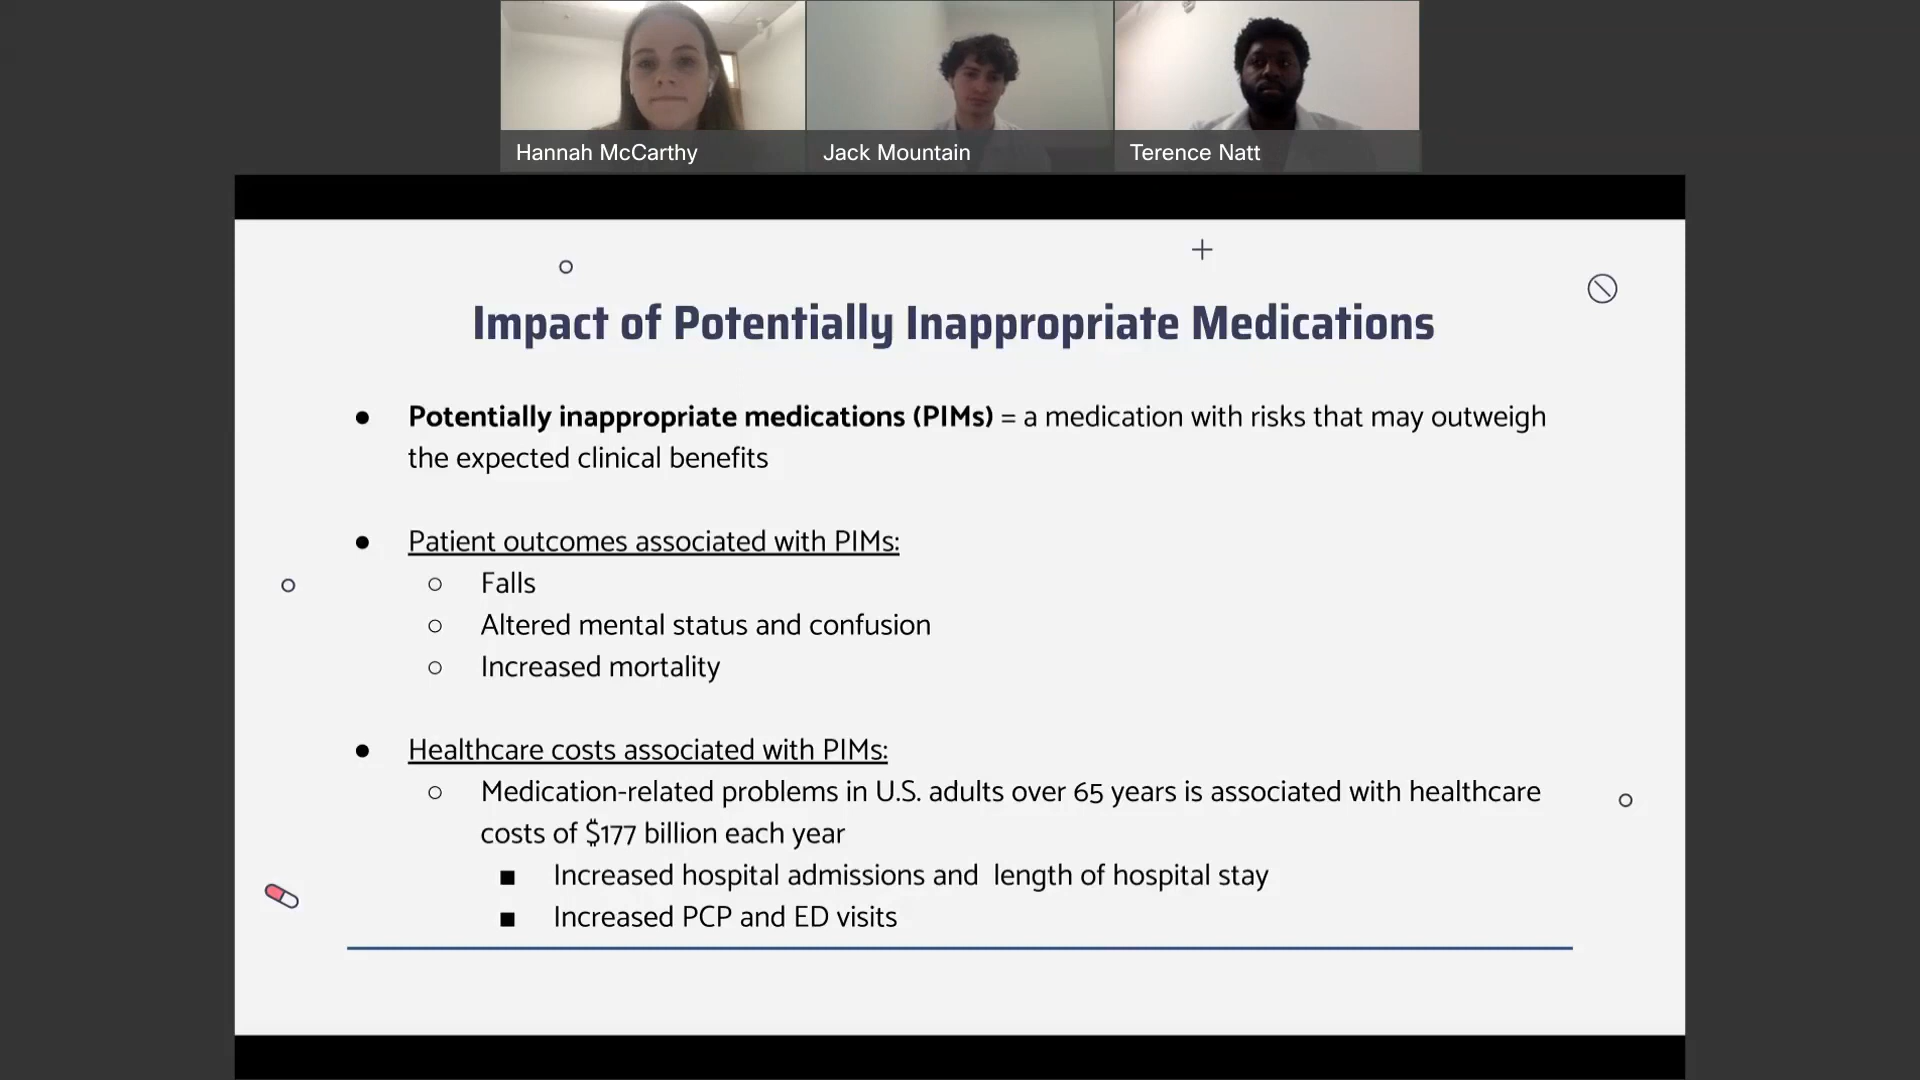 Hannah McCarthy
Jack Mountain
Terence Natt
Impact of Potentially Inappropriate Medications
● Potentially inappropriate medications (PIMs) = a medication with risks that may outweigh
the expected clinical benefits
● Patient outcomes associated with PIMs:
○ Falls
○ Altered mental status and confusion
○ Increased mortality
● Healthcare costs associated with PIMs:
○ Medication-related problems in U.S. adults over 65 years is associated with healthcare
costs of $177 billion each year
■ Increased hospital admissions and  length of hospital stay
■ Increased PCP and ED visits